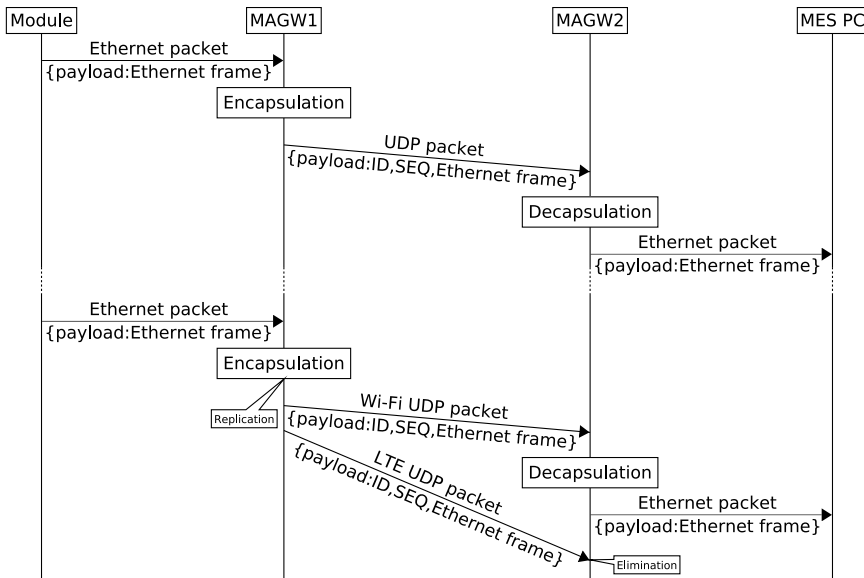 Module
MAGW1
MAGW2
MES PC
Ethernet packet
{payload:Ethernet frame}
Encapsulation
UDP packet
{payload:ID,SEQ,Ethernet frame}
Decapsulation
Ethernet packet
{payload:Ethernet frame}
Ethernet packet
{payload:Ethernet frame}
Encapsulation
Replication
Wi-Fi UDP packet
{payload:ID,SEQ,Ethernet frame}
LTE UDP packet
{payload:ID,SEQ,Ethernet frame}
Decapsulation
Ethernet packet
{payload:Ethernet frame}
Elimination